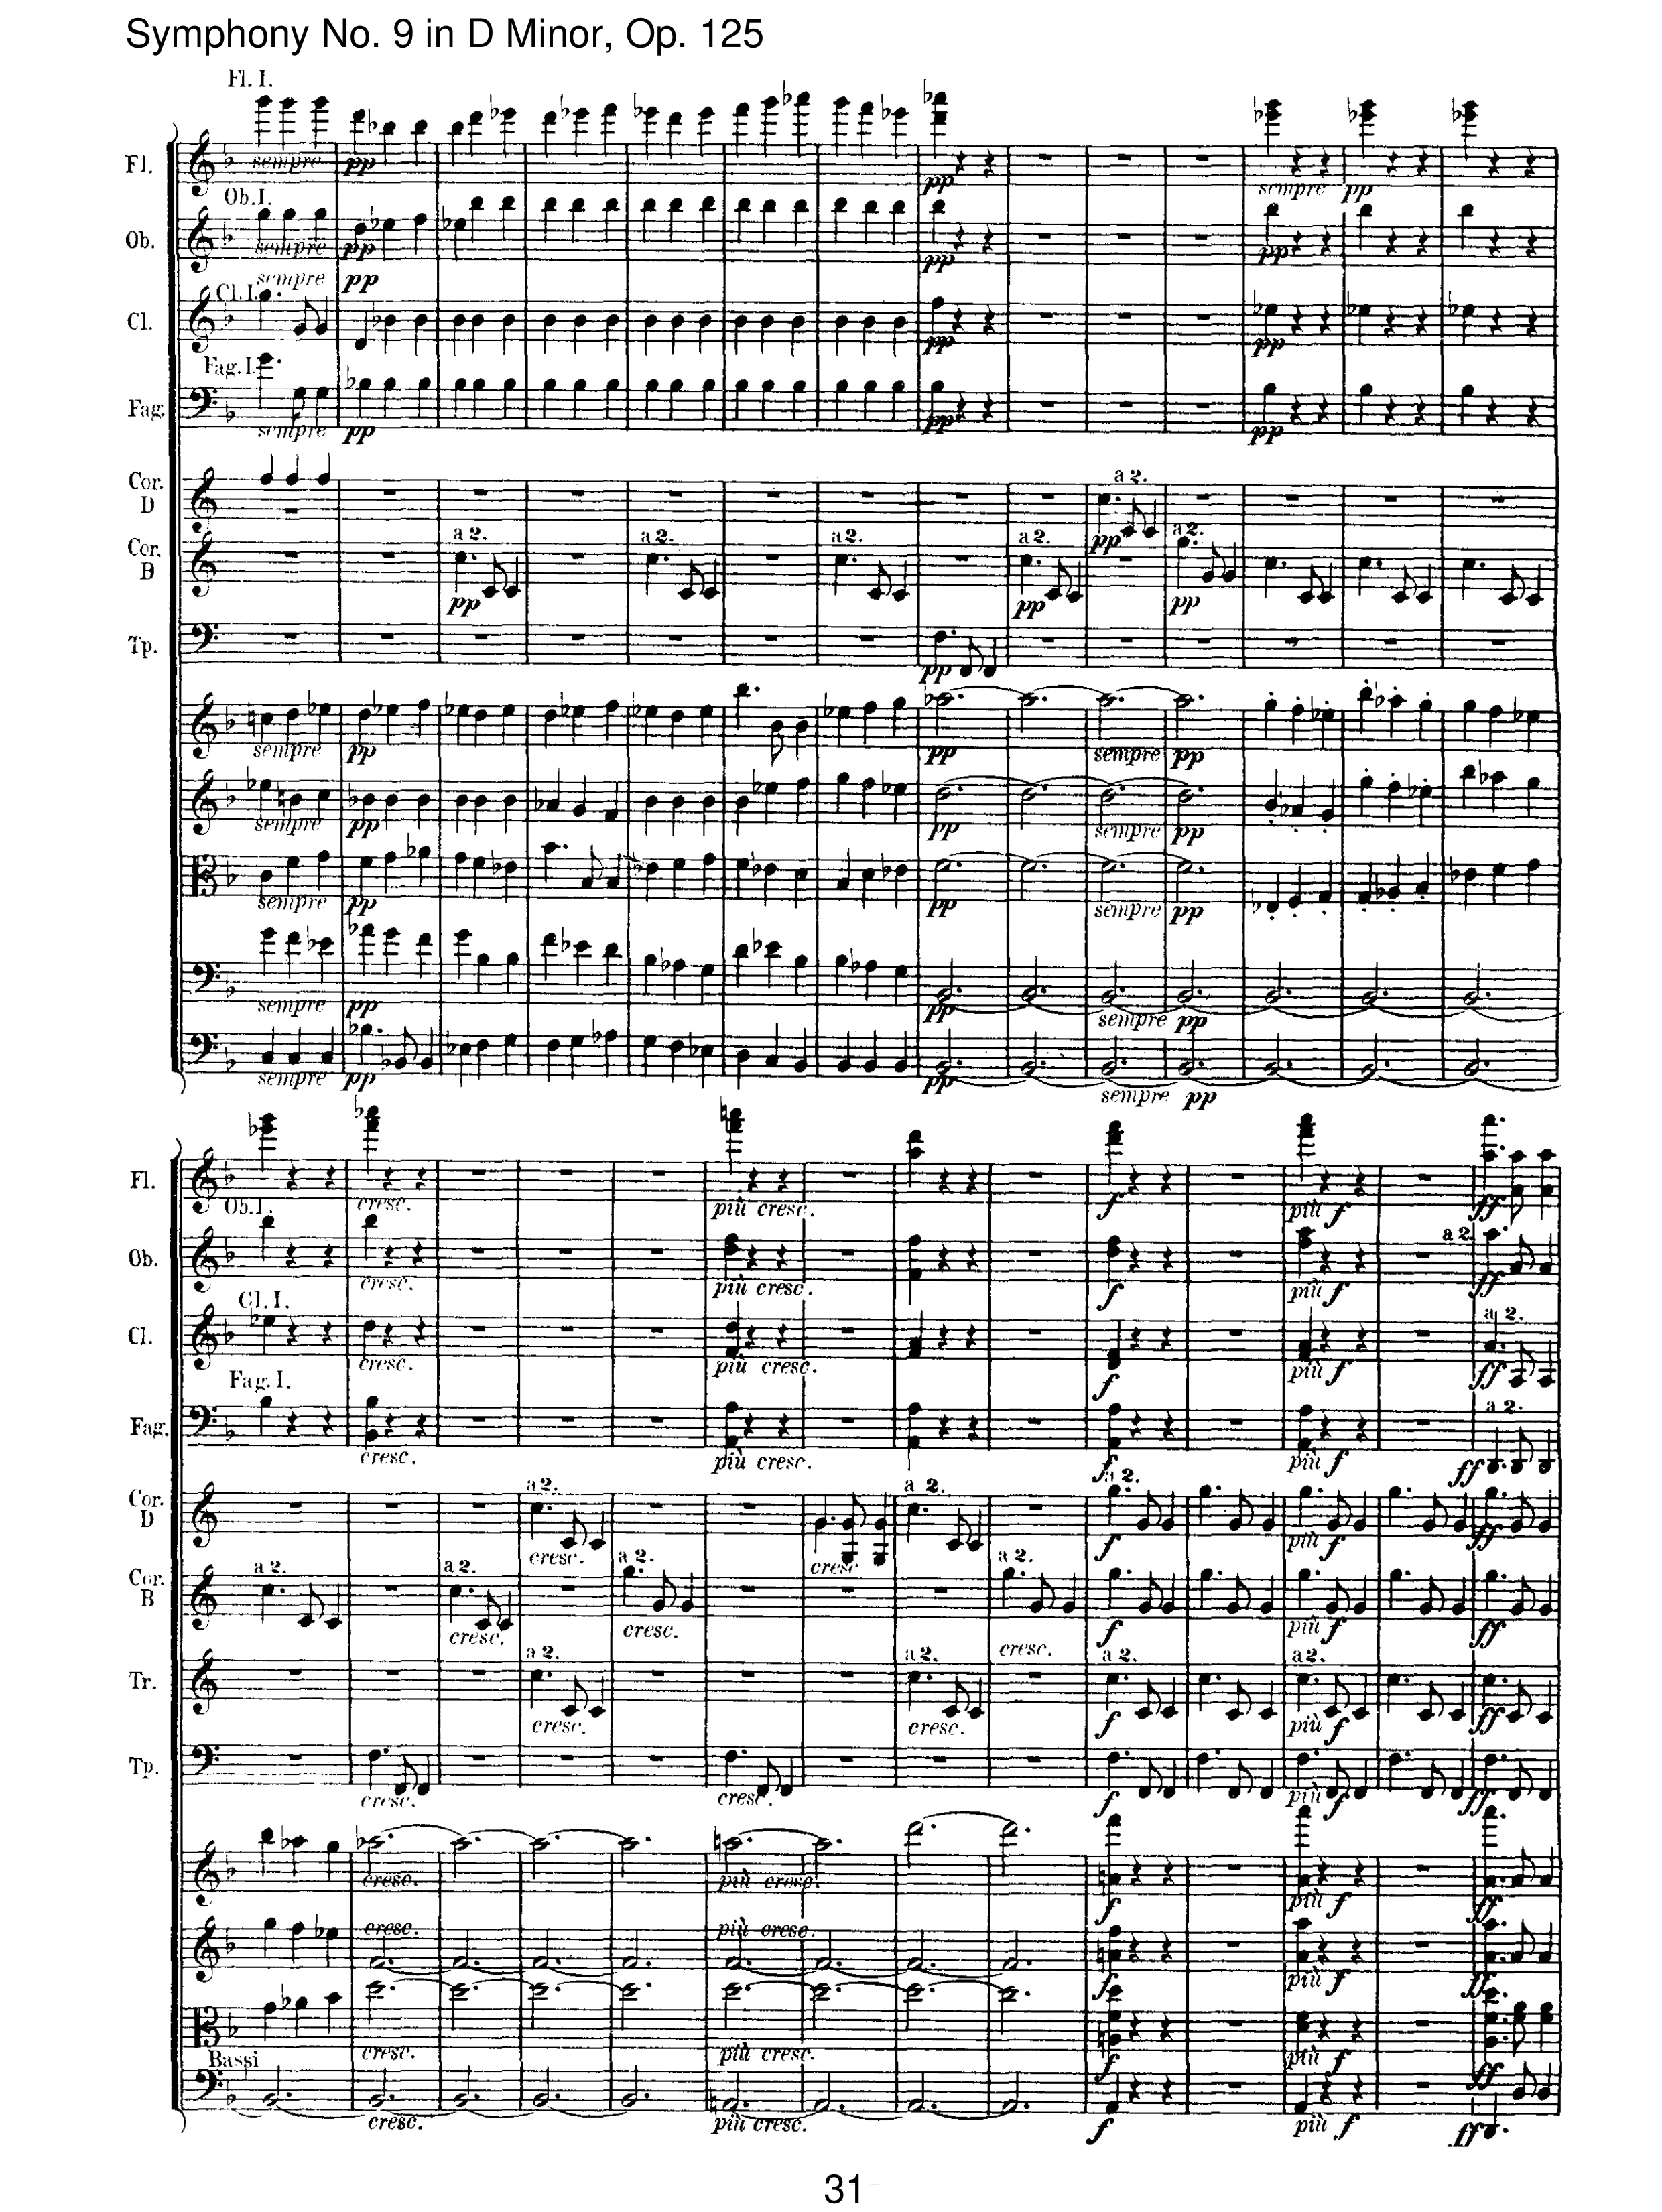 Symphony No. 9 in D Minor, Op. 125
Fl. I.
Fl. sempre pp pp sempre pp
Ob. I.
Ob. sempre pp pp pp
sempre pp
Cl. I.
Cl. pp pp
Fag. I.
Fag. sempre pp pp pp
Cor. D a 2. pp
Cor. B a 2. pp a 2. a 2. a 2. pp a 2. pp
Tp. pp
sempre pp pp sempre pp
sempre pp pp sempre pp
sempre pp pp sempre pp
sempre pp pp sempre pp
sempre pp pp sempre pp
Fl. cresc. più cresc. f più f ff
Ob. I.
Ob. cresc. più cresc. f più f a 2. ff
Cl. I.
Cl. cresc. più cresc. f più f a 2. ff
Fag. I.
Fag. cresc. più cresc. f più f a 2. ff
Cor. D a 2. cresc. cresc. a 2. a 2. f più f ff
Cor. B a 2. a 2. cresc. a 2. cresc. a 2. cresc. f più f ff
Tr. a 2. cresc. a 2. cresc. a 2. f a 2. più f ff
Tp. cresc. cresc. f più f ff
cresc. più cresc. f più f ff
cresc. più cresc. f più f ff
cresc. più cresc. f più f ff
Bassi
cresc. più cresc. f più f ff
31